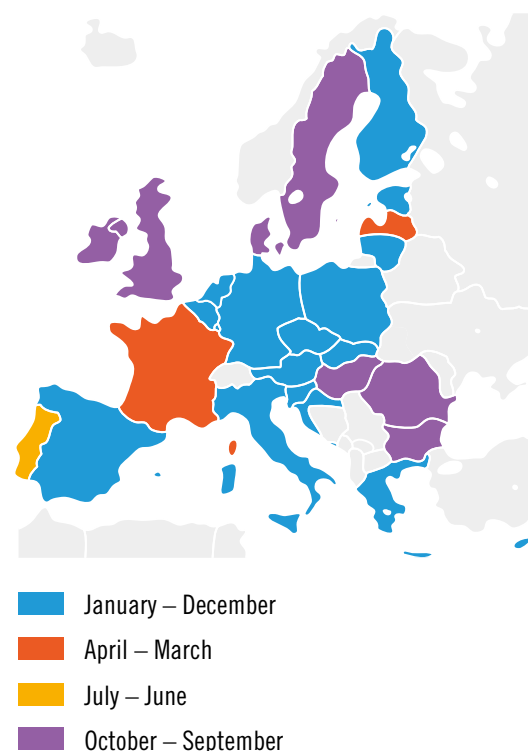 January – December
April – March
July – June
October – September